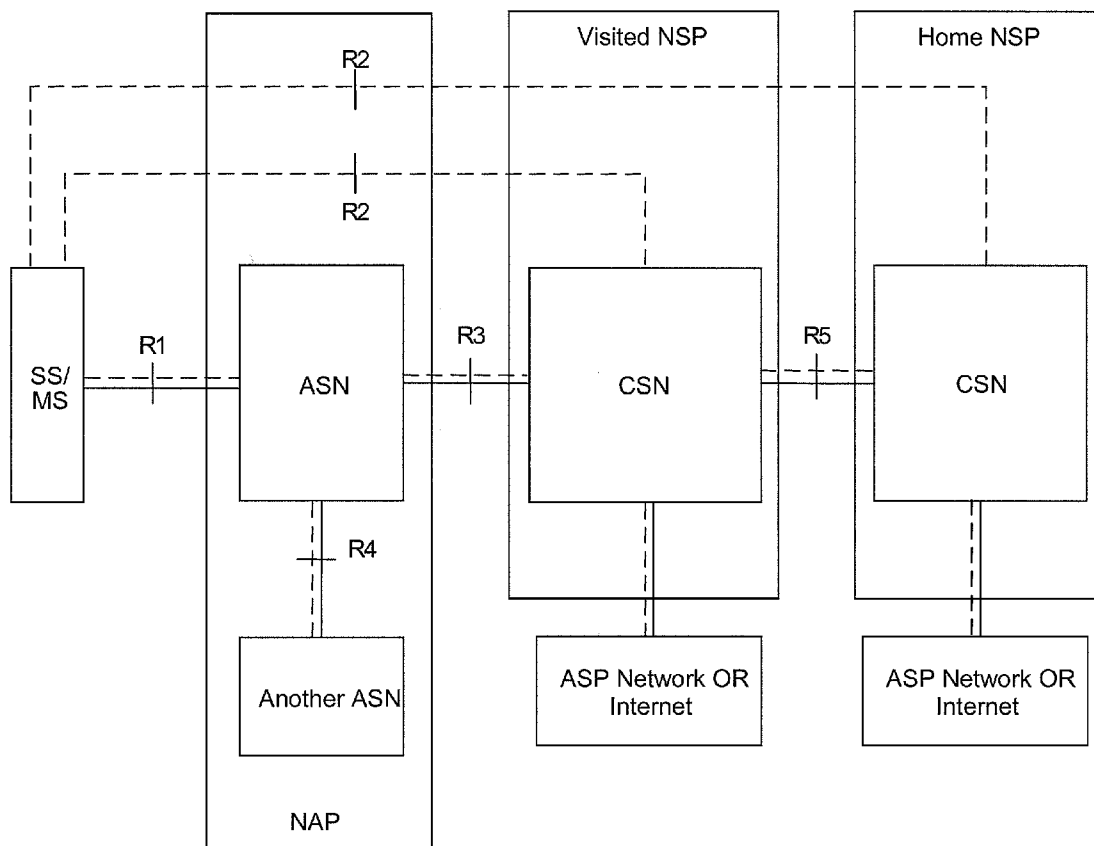 Visited NSP
Home NSP
R2
R2
R1
R3
R5
SS/
MS
ASN
CSN
CSN
R4
Another ASN
ASP Network OR
Internet
ASP Network OR
Internet
NAP